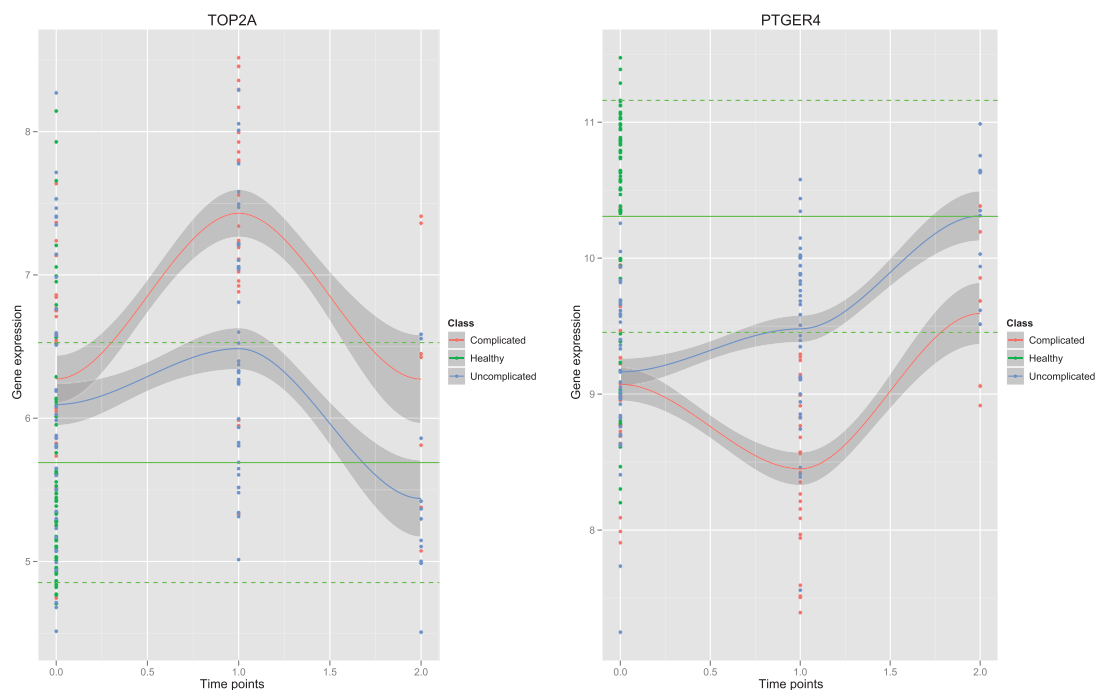 TOP2A
Gene expression
8
7
6
5
0.0 0.5 1.0 1.5 2.0
Time points
Class
Complicated
Healthy
Uncomplicated
PTGER4
Gene expression
11
10
9
8
0.0 0.5 1.0 1.5 2.0
Time points
Class
Complicated
Healthy
Uncomplicated